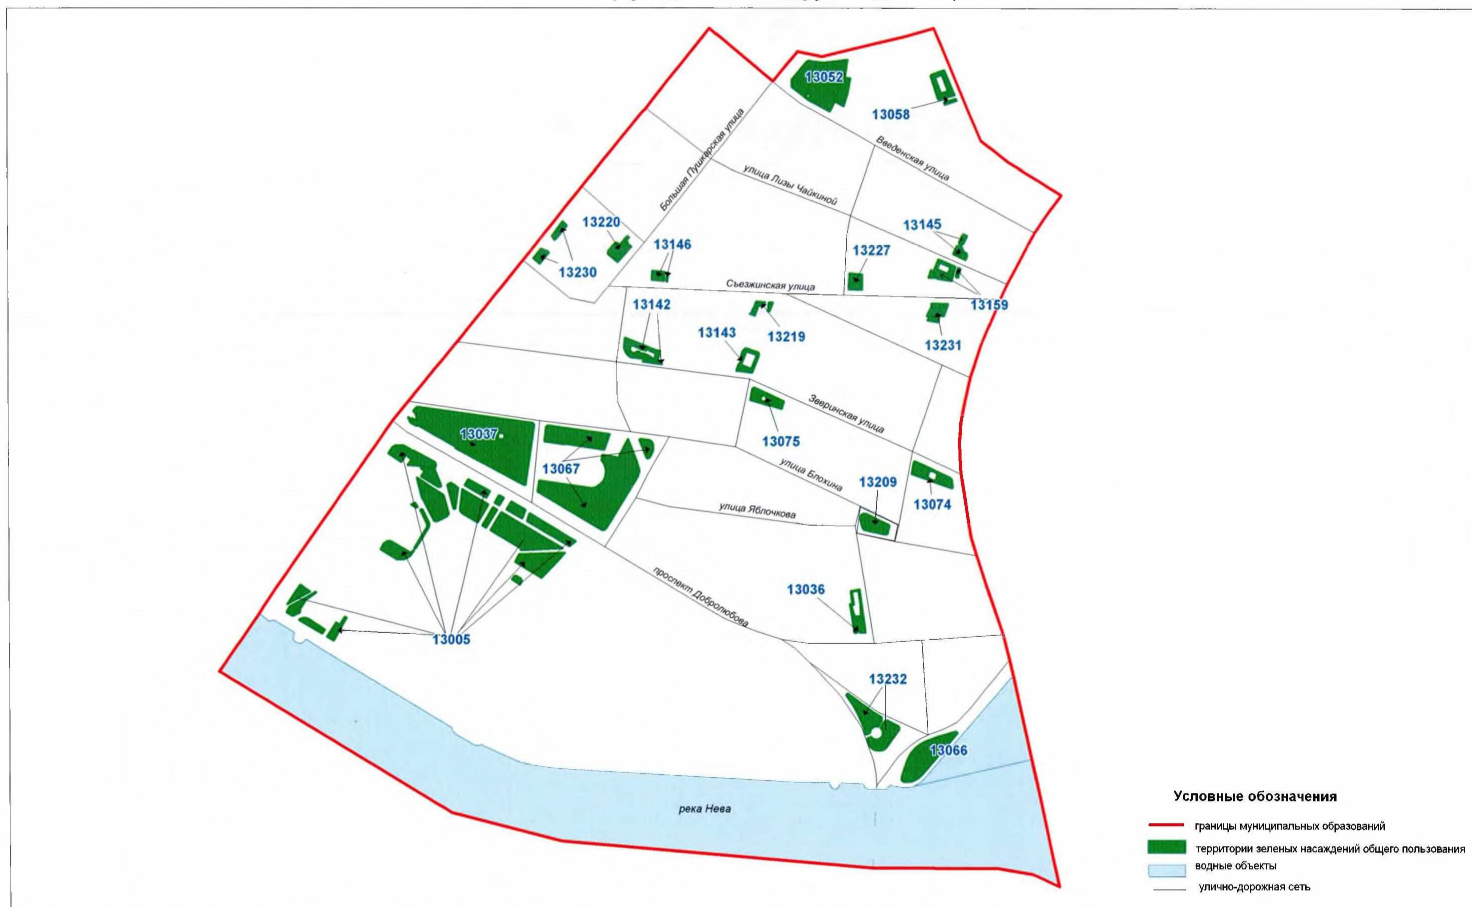 13052
13058
Большая Пушкарская улица
Введенская улица
улица Лизы Чайкиной
13220
13145
13146
13227
13230
Съезжинская улица
13142
13159
13219
13143
13231
Зверинская улица
13037
13075
13067
улица Блохина
13209
13074
улица Яблочкова
проспект Добролюбова
13036
13005
13232
13066
река Нева
Условные обозначения
границы муниципальных образований
территории зеленых насаждений общего пользования
водные объекты
улично-дорожная сеть